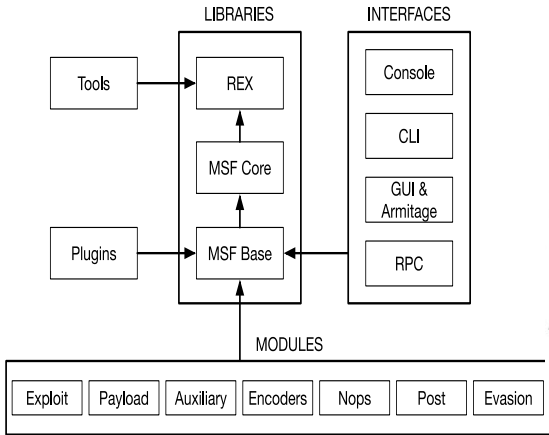 LIBRARIES
INTERFACES
Tools
REX
Console
MSF Core
CLI
GUI &
Armitage
Plugins
MSF Base
RPC
MODULES
Exploit
Payload
Auxiliary
Encoders
Nops
Post
Evasion